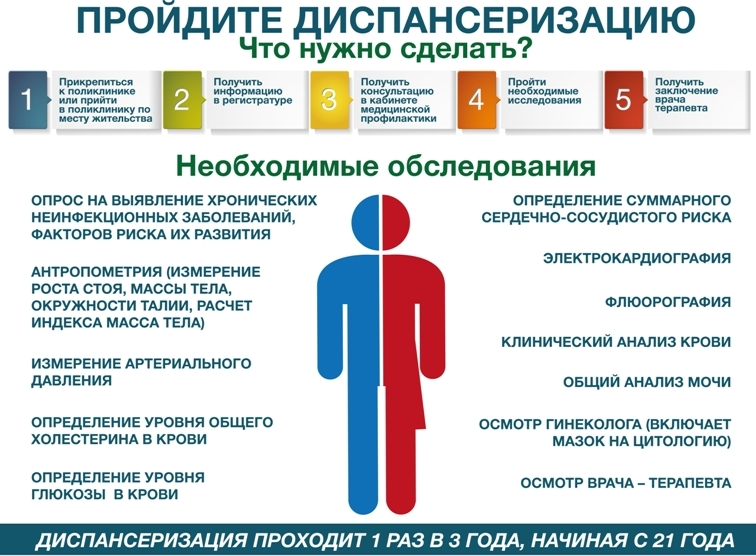 ПРОЙДИТЕ ДИСПАНСЕРИЗАЦИЮ
Что нужно сделать?
1
Прикрепиться
к поликлинике
или прийти
в поликлинику по
месту жительства
2
Получить
информацию
в регистратуре
3
Получить
консультацию
в кабинете
медицинской
профилактики
4
Пройти
необходимые
исследования
5
Получить
заключение
врача
терапевта
Необходимые обследования
ОПРОС НА ВЫЯВЛЕНИЕ ХРОНИЧЕСКИХ
НЕИНФЕКЦИОННЫХ ЗАБОЛЕВАНИЙ,
ФАКТОРОВ РИСКА ИХ РАЗВИТИЯ
АНТРОПОМЕТРИЯ (ИЗМЕРЕНИЕ
РОСТА СТОЯ, МАССЫ ТЕЛА,
ОКРУЖНОСТИ ТАЛИИ, РАСЧЕТ
ИНДЕКСА МАССА ТЕЛА)
ИЗМЕРЕНИЕ АРТЕРИАЛЬНОГО
ДАВЛЕНИЯ
ОПРЕДЕЛЕНИЕ УРОВНЯ ОБЩЕГО
ХОЛЕСТЕРИНА В КРОВИ
ОПРЕДЕЛЕНИЕ УРОВНЯ
ГЛЮКОЗЫ В КРОВИ
ОПРЕДЕЛЕНИЕ СУММАРНОГО
СЕРДЕЧНО-СОСУДИСТОГО РИСКА
ЭЛЕКТРОКАРДИОГРАФИЯ
ФЛЮОРОГРАФИЯ
КЛИНИЧЕСКИЙ АНАЛИЗ КРОВИ
ОБЩИЙ АНАЛИЗ МОЧИ
ОСМОТР ГИНЕКОЛОГА (ВКЛЮЧАЕТ
МАЗОК НА ЦИТОЛОГИЮ)
ОСМОТР ВРАЧА – ТЕРАПЕВТА
ДИСПАНСЕРИЗАЦИЯ ПРОХОДИТ 1 РАЗ В 3 ГОДА, НАЧИНАЯ С 21 ГОДА